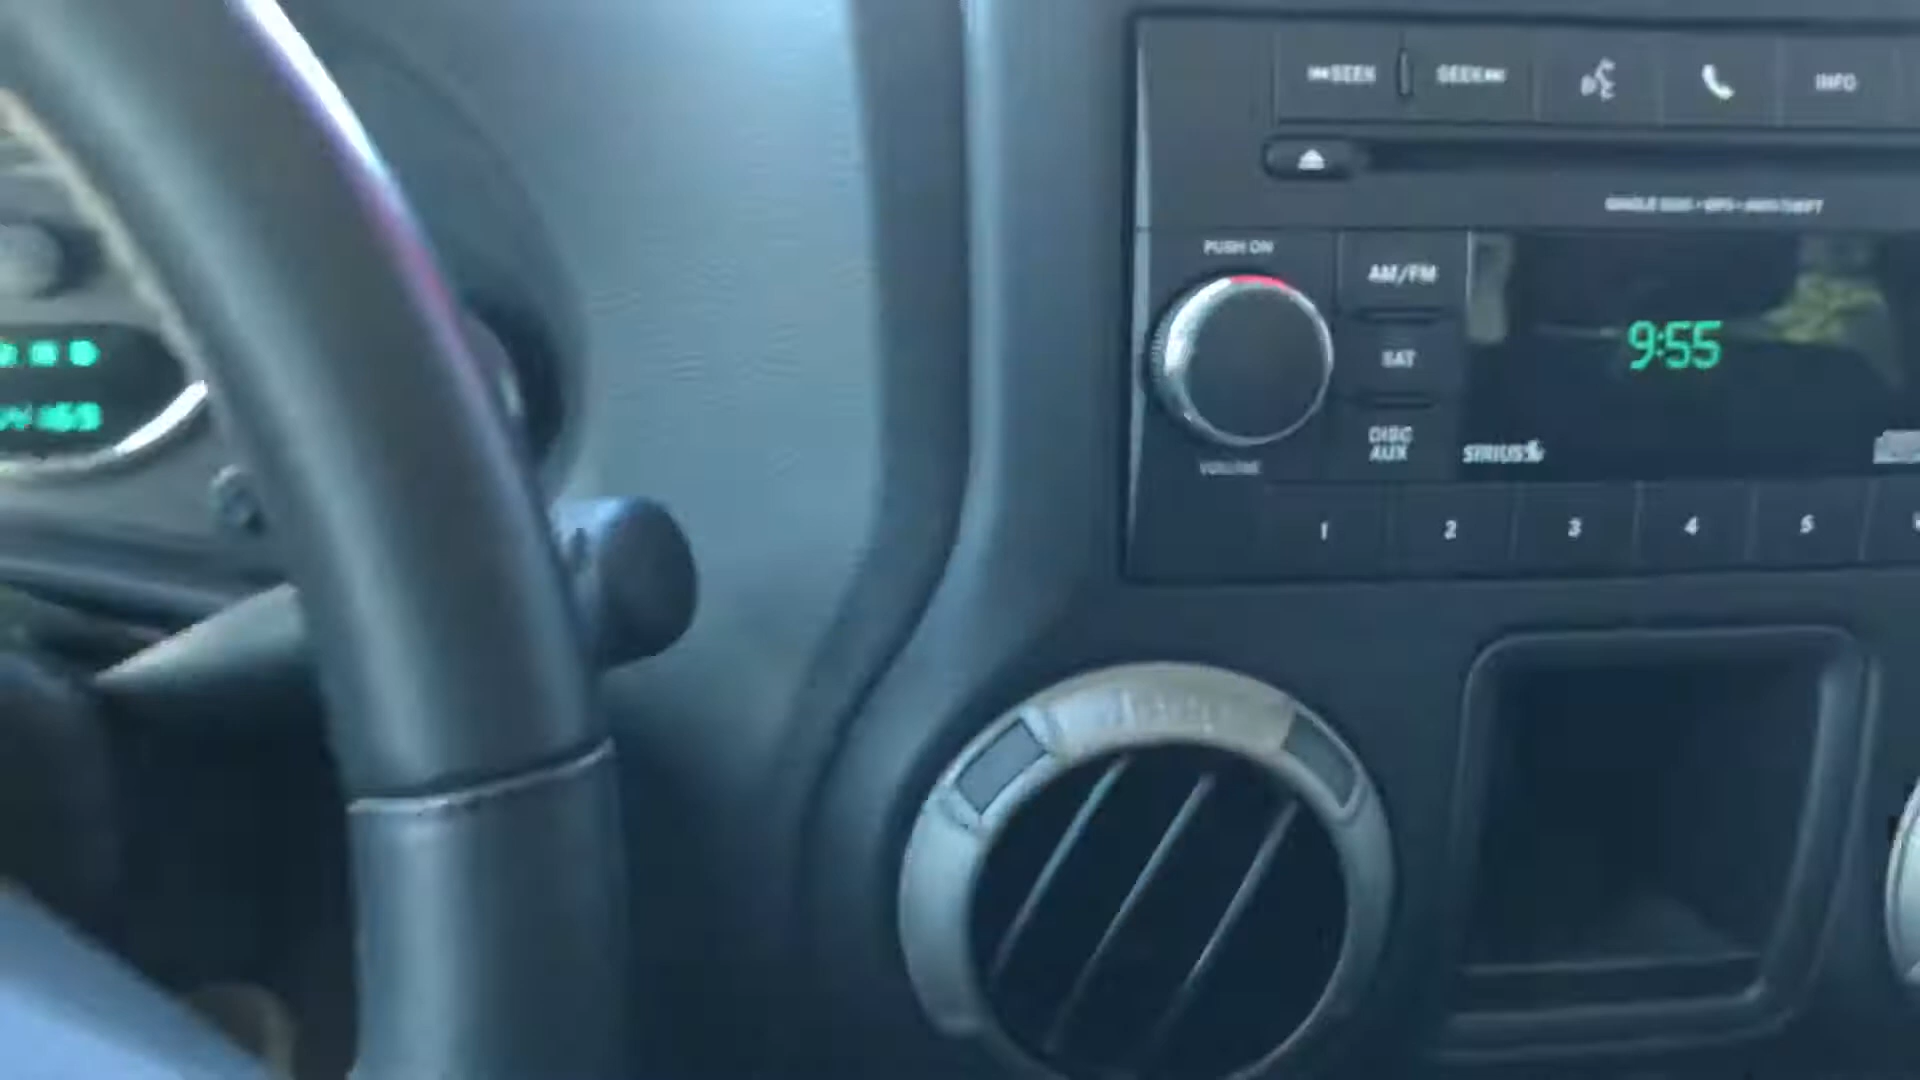 SEEK SEEK INFO
PUSH ON
AM/FM
9:55
SAT
DISC
AUX
SIRIUS
VOLUME
1 2 3 4 5